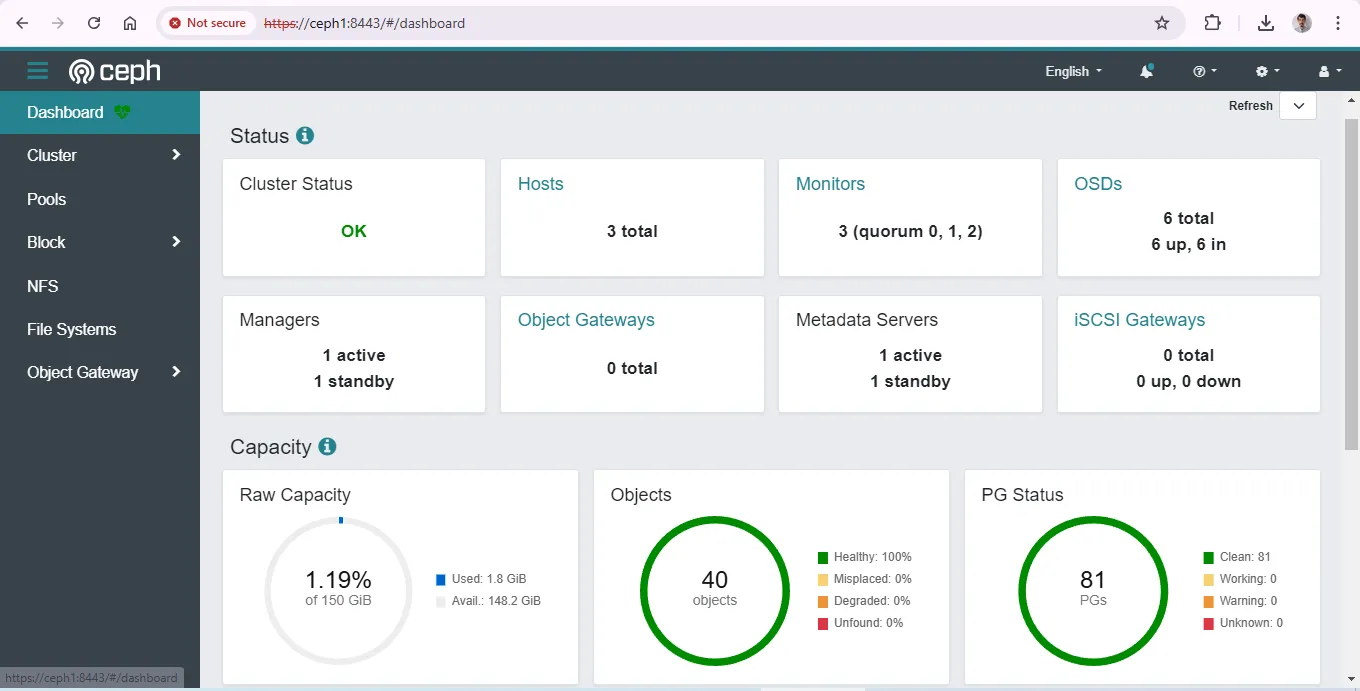 Not secure https://ceph1:8443/#/dashboard
ceph
English
Dashboard
Cluster
Pools
Block
NFS
File Systems
Object Gateway
Refresh
Status
Cluster Status
OK
Hosts
3 total
Monitors
3 (quorum 0, 1, 2)
OSDs
6 total
6 up, 6 in
Managers
1 active
1 standby
Object Gateways
0 total
Metadata Servers
1 active
1 standby
iSCSI Gateways
0 total
0 up, 0 down
Capacity
Raw Capacity
1.19%
of 150 GiB
Used: 1.8 GiB
Avail.: 148.2 GiB
Objects
40
objects
Healthy: 100%
Misplaced: 0%
Degraded: 0%
Unfound: 0%
PG Status
81
PGs
Clean: 81
Working: 0
Warning: 0
Unknown: 0
https://ceph1:8443/#/dashboard